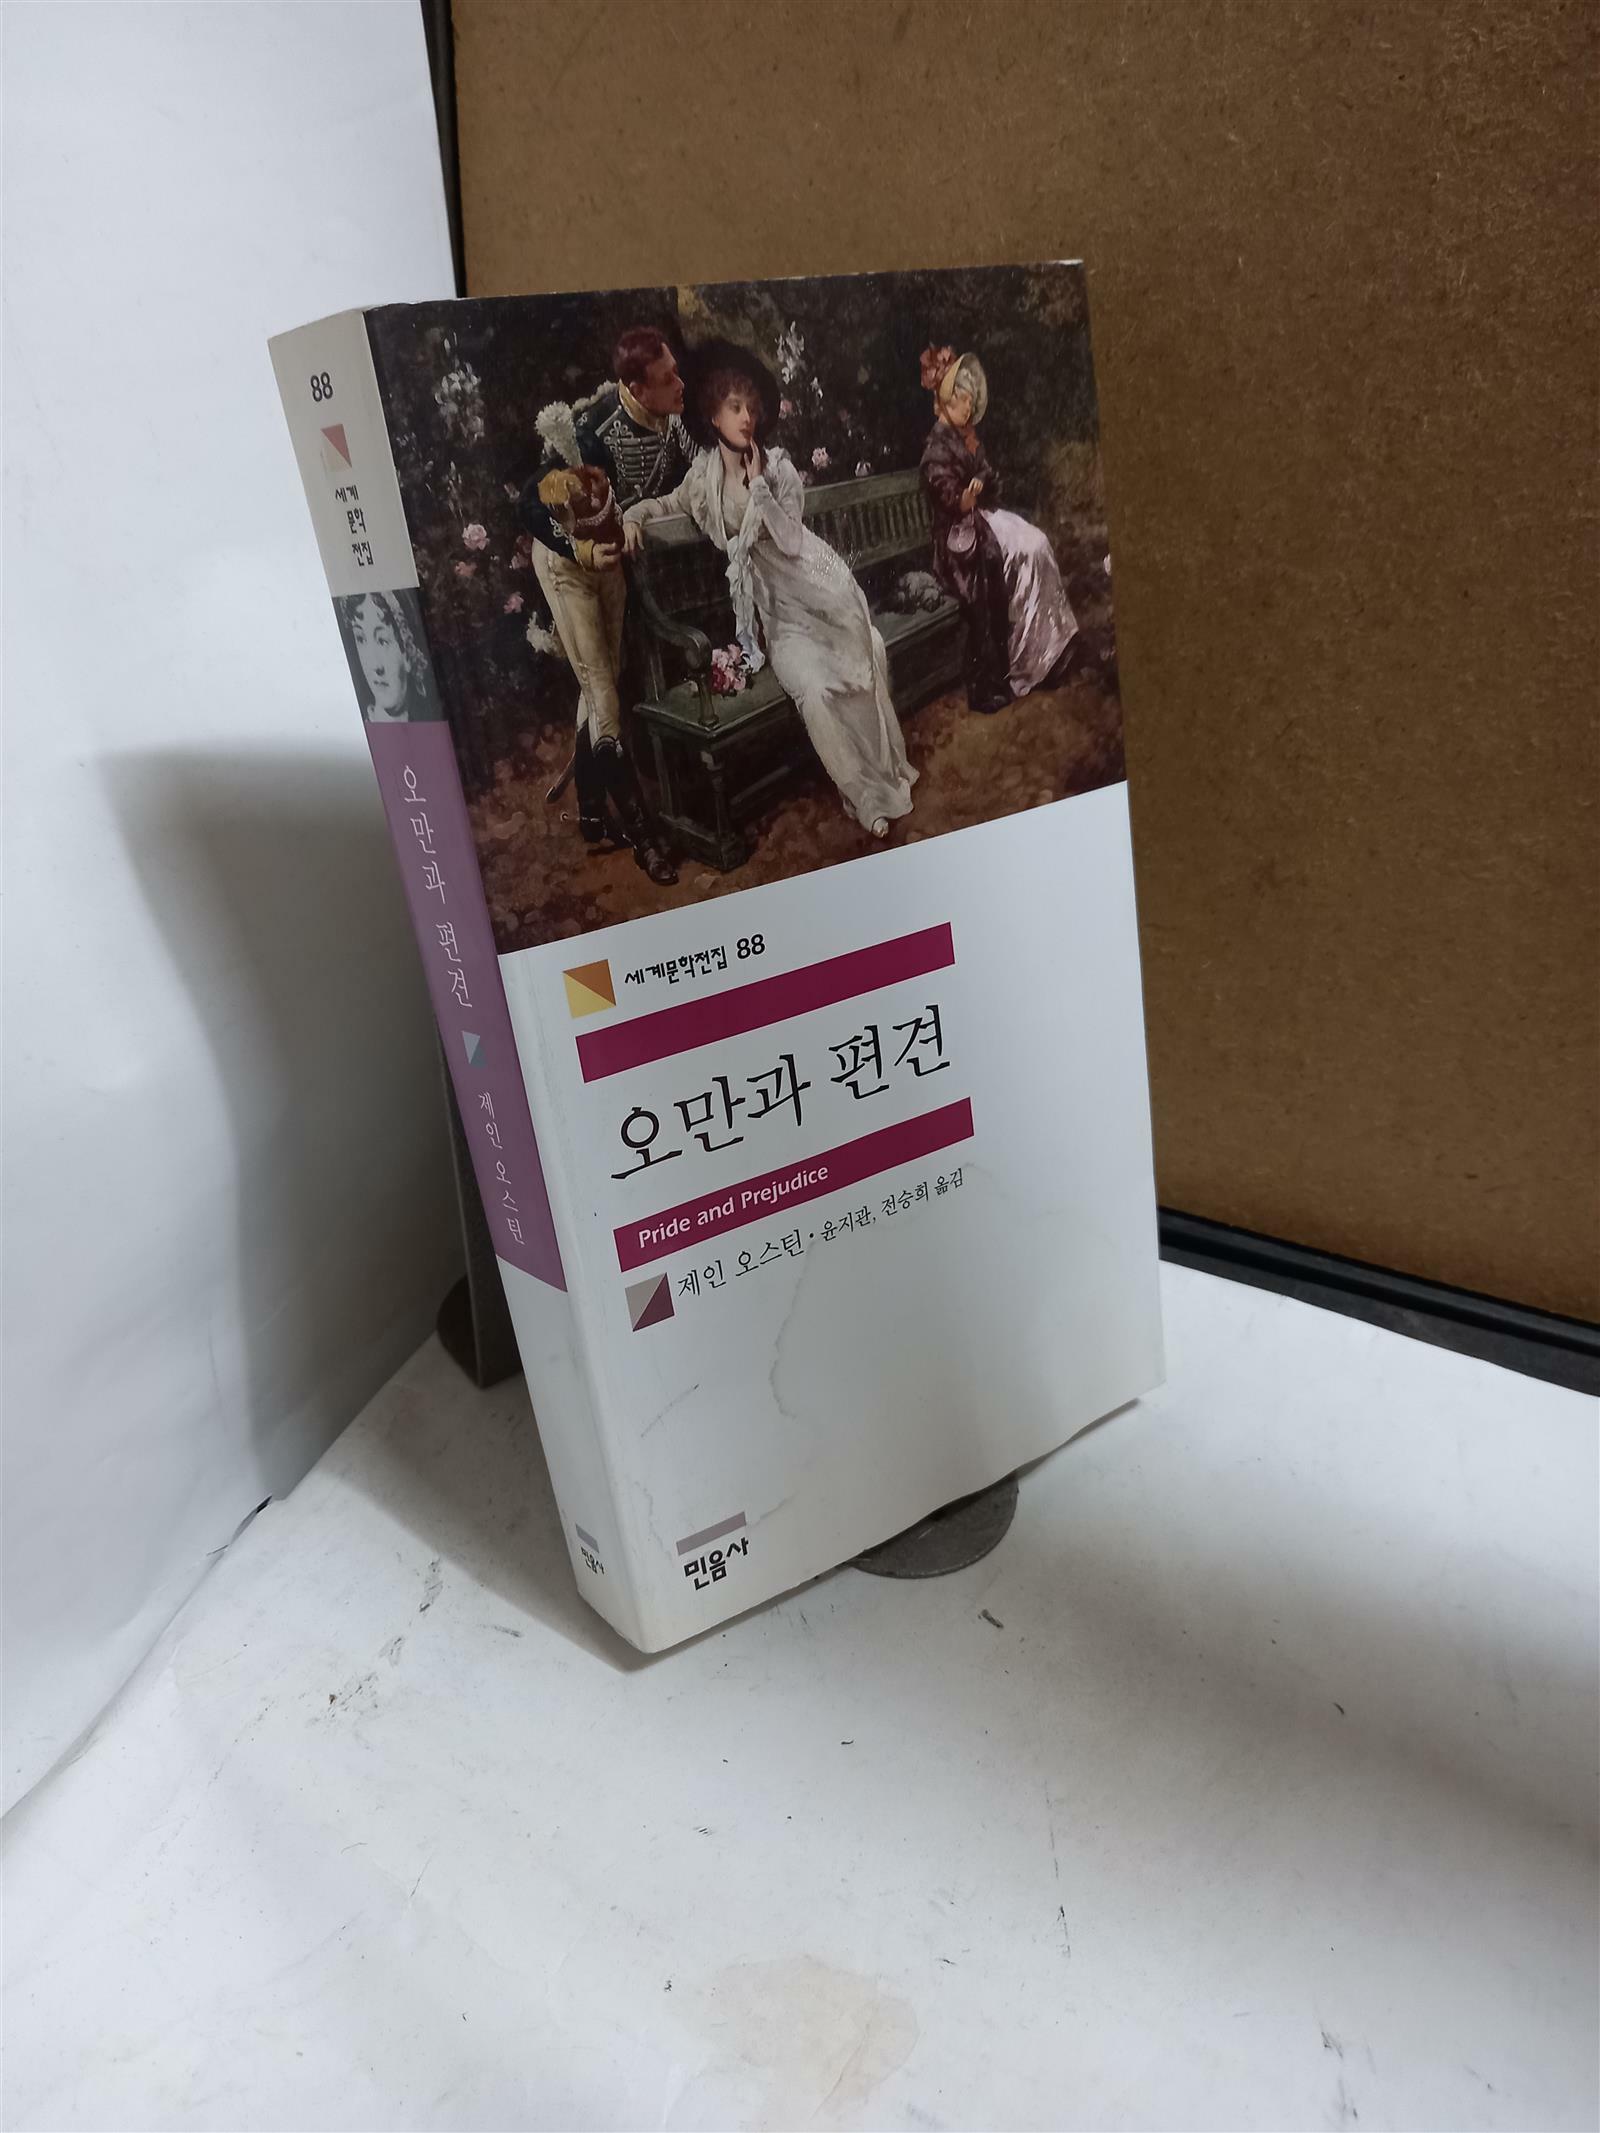 88
세계
문학
전집
오만과 편견
제인 오스틴
민음사
세계문학전집 88
오만과 편견
Pride and Prejudice
제인 오스틴 · 윤지관, 전승희 옮김
민음사